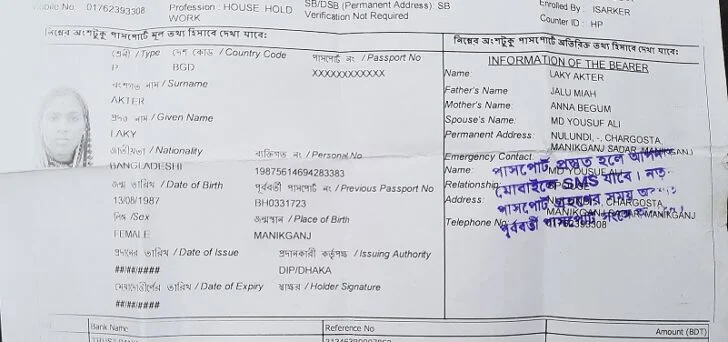 Mobile No. 01762393308 Profession : HOUSE HOLD WORK
SB/DSB (Permanent Address) SB
Verification Not Required
Enrolled By : ISARKER
Counter ID : HP
নিম্নের অংশটুকু পাসপোর্টে মূল তথ্য হিসাবে দেখা যাবে:
শ্রেণী / Type দেশ কোড / Country Code পাসপোর্ট নং / Passport No
P BGD XXXXXXXXXXXX
বংশগত নাম / Surname
AKTER
প্রদত্ত নাম / Given Name
LAKY
জাতীয়তা / Nationality ব্যক্তিগত নং / Personal No
BANGLADESHI 19875614694283383
জন্ম তারিখ / Date of Birth পূর্ববর্তী পাসপোর্ট নং / Previous Passport No
13/08/1987 BH0331723
লিঙ্গ /Sex জন্মস্থান / Place of Birth
FEMALE MANIKGANJ
প্রদানের তারিখ / Date of Issue প্রদানকারী কর্তৃপক্ষ / Issuing Authority
##/##/#### DIP/DHAKA
মেয়াদোত্তীর্ণের তারিখ / Date of Expiry স্বাক্ষর / Holder Signature
##/##/####
নিম্নের অংশটুকু পাসপোর্টে অতিরিক্ত তথ্য হিসাবে দেখা যাবে:
INFORMATION OF THE BEARER
Name: LAKY AKTER
Father's Name: JALU MIAH
Mother's Name: ANNA BEGUM
Spouse's Name: MD YOUSUF ALI
Permanent Address: NULUNDI, -, CHARGOSTA,
MANIKGANJ SADAR, MANIKGANJ
Emergency Contact:
Name: MD YOUSUF ALI
Relationship: SPOUSE
Address: NULUNDI, -, CHARGOSTA,
MANIKGANJ SADAR, MANIKGANJ
Telephone No:
পাসপোর্ট প্রস্তুত হলে আপনার
মোবাইলে SMS যাবে। নতুন
পাসপোর্ট গ্রহণের সময়
পূর্ববর্তী পাসপোর্ট সঙ্গে
Bank Name Reference No Amount (BDT)